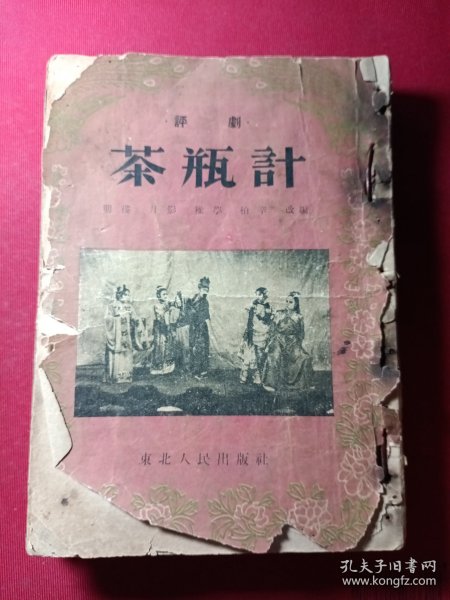 ·評 劇·
茶瓶計
改編
東北人民出版社
孔夫子旧书网
www.kongfz.com